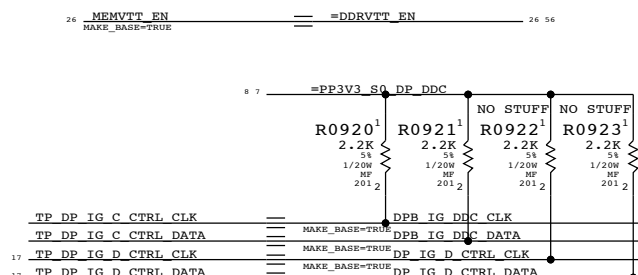 26 MEMVTT_EN =DDRVTT_EN 26 56
MAKE_BASE=TRUE
8 7 =PP3V3_S0_DP_DDC
NO STUFF NO STUFF
R0920 1 R0921 1 R0922 1 R0923 1
2.2K 2.2K 2.2K 2.2K
5% 5% 5% 5%
1/20W 1/20W 1/20W 1/20W
MF MF MF MF
201 2 201 2 201 2 201 2
TP_DP_IG_C_CTRL_CLK DPB_IG_DDC_CLK
MAKE_BASE=TRUE
TP_DP_IG_C_CTRL_DATA DPB_IG_DDC_DATA
MAKE_BASE=TRUE
17 TP_DP_IG_D_CTRL_CLK DP_IG_D_CTRL_CLK
MAKE_BASE=TRUE
TP_DP_IG_D_CTRL_DATA DP_IG_D_CTRL_DATA